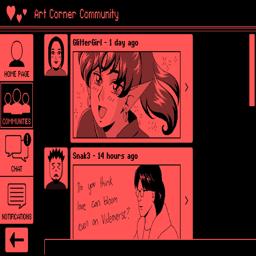 Art Corner Community
GlitterGirl - 1 day ago
HOME PAGE
COMMUNITIES
CHAT
Snak3 - 14 hours ago
Do you think
love can bloom
even on Videoverse?
NOTIFICATIONS